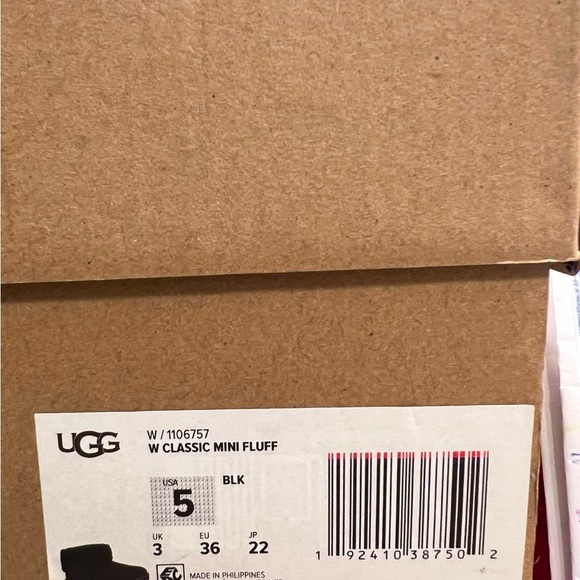 UGG
W / 1106757
W CLASSIC MINI FLUFF
USA
5
BLK
UK EU JP
3 36 22
1 92410 38750 2
MADE IN PHILIPPINES